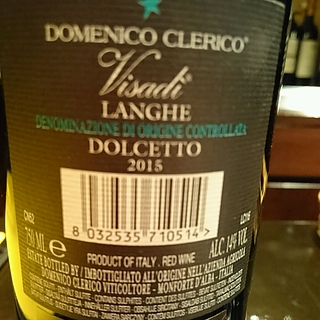 DOMENICO CLERICO®
Visadì®
LANGHE
DENOMINAZIONE DI ORIGINE CONTROLLATA
DOLCETTO
2015
8 032535 710514 >
750 ML e
ALC. 14% VOL.
PRODUCT OF ITALY. RED WINE
ESTATE BOTTLED BY / IMBOTTIGLIATO ALL'ORIGINE NELL'AZIENDA AGRICOLA
DOMENICO CLERICO VITICOLTORE - MONFORTE D'ALBA - ITALIA
CONTAINS SULPHITES